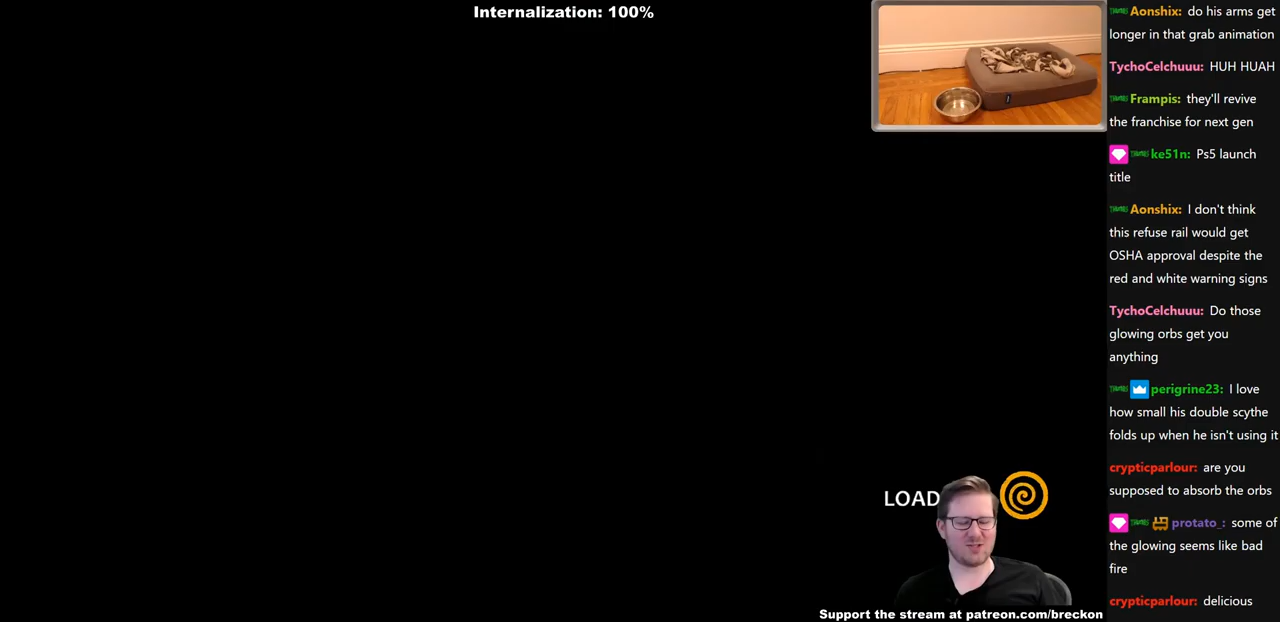 Internalization: 100%
Aonshix: do his arms get
longer in that grab animation
TychoCelchuuu: HUH HUAH
Frampis: they'll revive
the franchise for next gen
ke51n: Ps5 launch
title
Aonshix: I don't think
this refuse rail would get
OSHA approval despite the
red and white warning signs
TychoCelchuuu: Do those
glowing orbs get you
anything
perigrine23: I love
how small his double scythe
folds up when he isn't using it
crypticparlour: are you
supposed to absorb the orbs
protato_: some of
the glowing seems like bad
fire
crypticparlour: delicious
LOAD
Support the stream at patreon.com/breckon